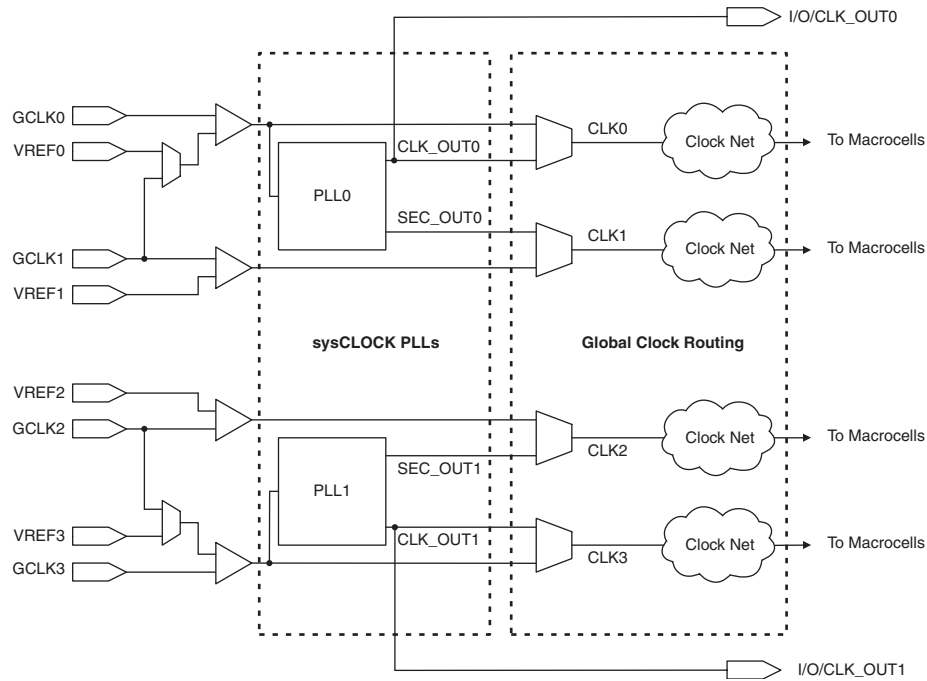 I/O/CLK_OUT0
GCLK0
VREF0
CLK_OUT0
CLK0
Clock Net
To Macrocells
PLL0
SEC_OUT0
GCLK1
CLK1
Clock Net
To Macrocells
VREF1
sysCLOCK PLLs
Global Clock Routing
VREF2
GCLK2
Clock Net
To Macrocells
CLK2
SEC_OUT1
PLL1
VREF3
CLK_OUT1
Clock Net
To Macrocells
CLK3
GCLK3
I/O/CLK_OUT1